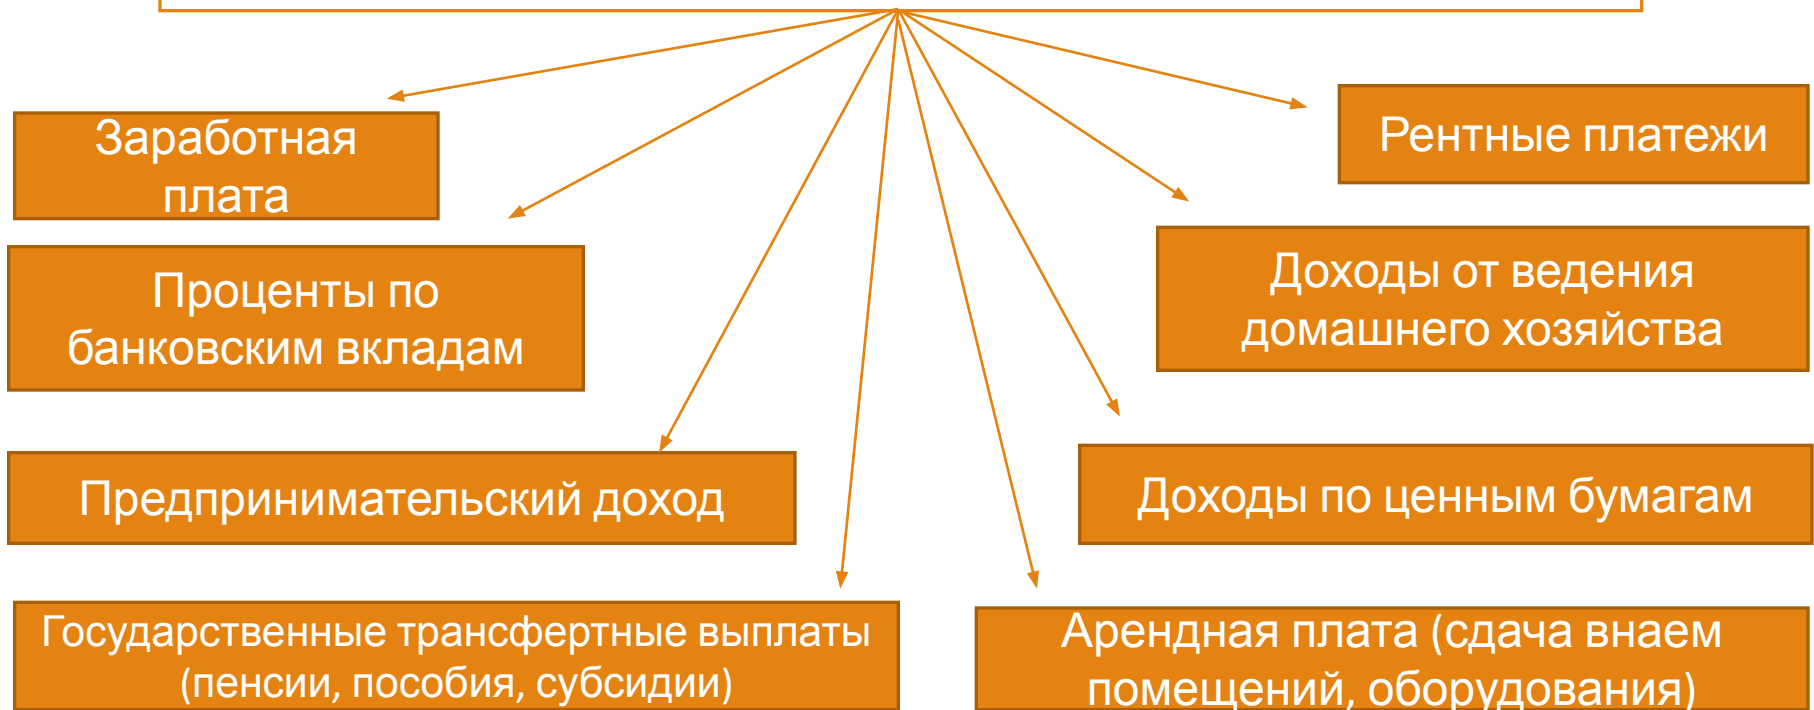 Заработная
плата
Рентные платежи
Проценты по
банковским вкладам
Доходы от ведения
домашнего хозяйства
Предпринимательский доход
Доходы по ценным бумагам
Государственные трансфертные выплаты
(пенсии, пособия, субсидии)
Арендная плата (сдача внаем
помещений, оборудования)